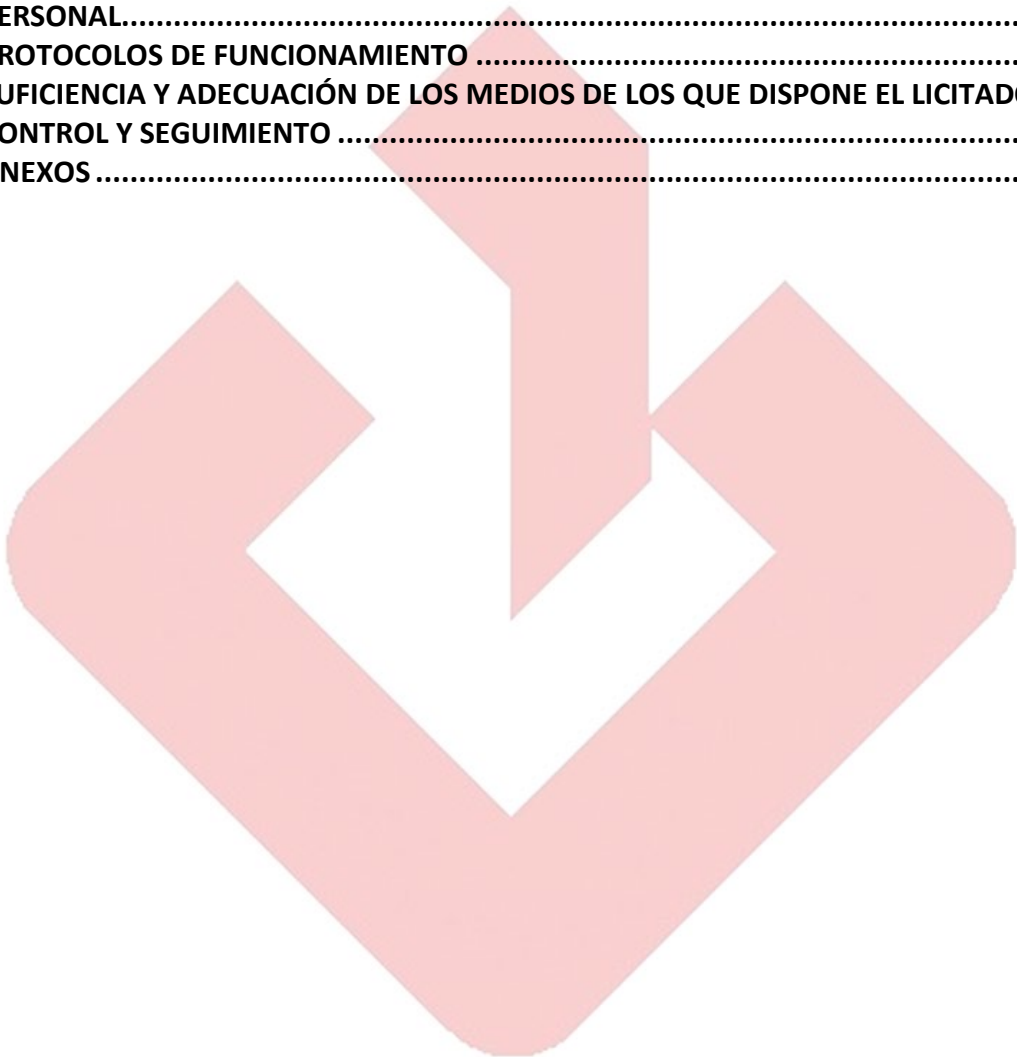 ERSONAL..........................................................................................................
ROTOCOLOS DE FUNCIONAMIENTO ...............................................................
UFICIENCIA Y ADECUACIÓN DE LOS MEDIOS DE LOS QUE DISPONE EL LICITADO
ONTROL Y SEGUIMIENTO ...............................................................................
NEXOS .............................................................................................................